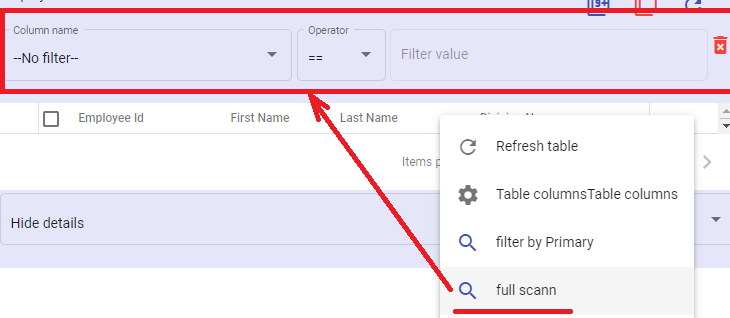 Column name
Operator
--No filter--
==
Filter value
Employee Id
First Name
Last Name
Items p
Refresh table
Table columnsTable columns
filter by Primary
Hide details
full scann